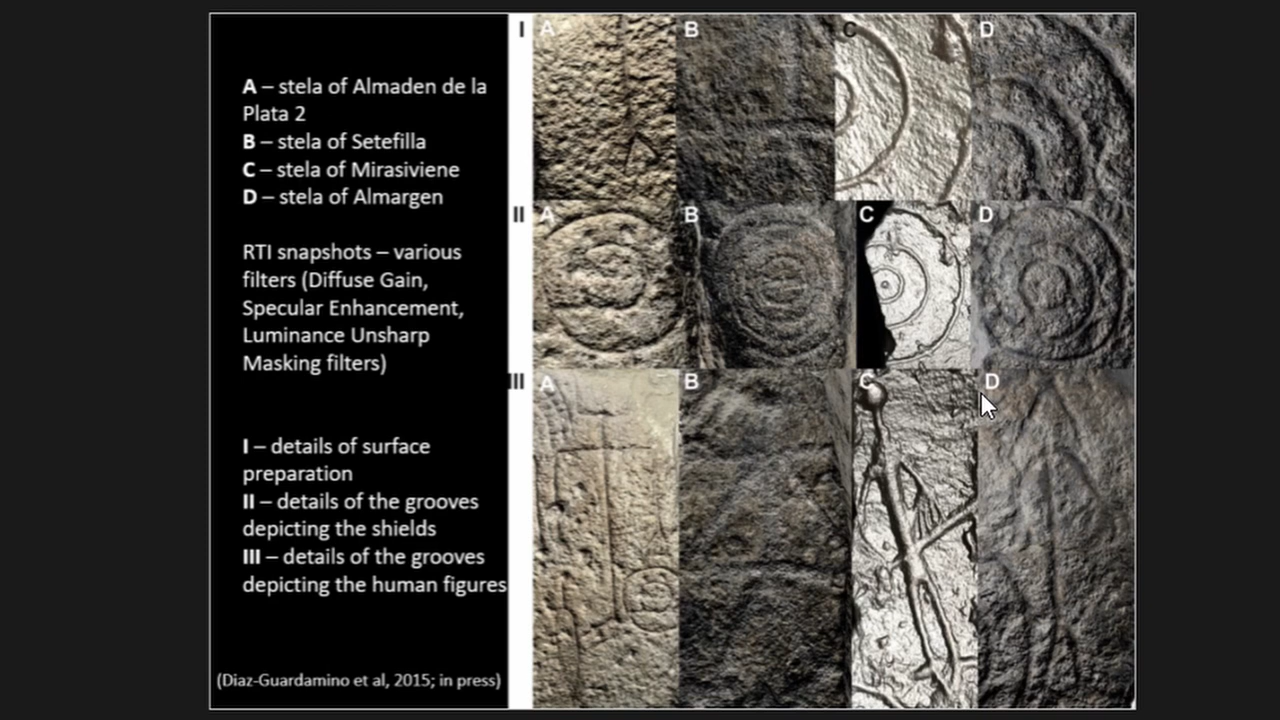 A – stela of Almaden de la
Plata 2
B – stela of Setefilla
C – stela of Mirasiviene
D – stela of Almargen
RTI snapshots – various
filters (Diffuse Gain,
Specular Enhancement,
Luminance Unsharp
Masking filters)
I – details of surface
preparation
II – details of the grooves
depicting the shields
III – details of the grooves
depicting the human figures
(Diaz-Guardamino et al, 2015; in press)
I A B C D
II A B C D
III A B C D